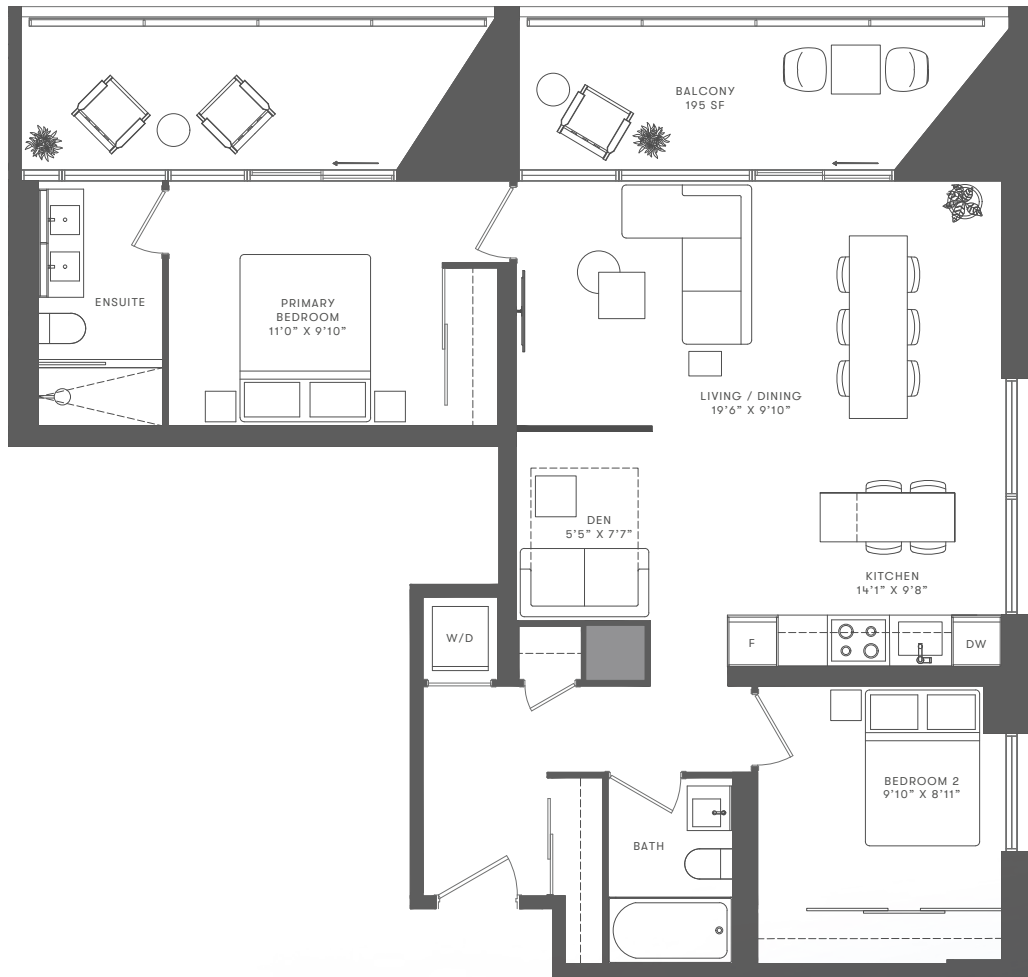 BALCONY
195 SF
ENSUITE
PRIMARY
BEDROOM
11'0" X 9'10"
LIVING / DINING
19'6" X 9'10"
DEN
5'5" X 7'7"
KITCHEN
14'1" X 9'8"
W/D
F
DW
BEDROOM 2
9'10" X 8'11"
BATH